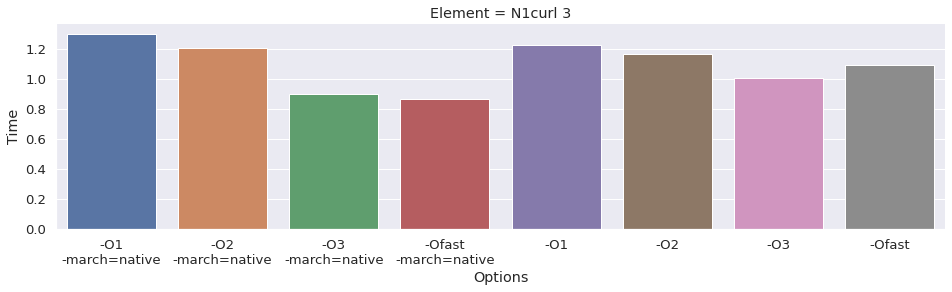 Element = N1curl 3
Time
1.2
1.0
0.8
0.6
0.4
0.2
0.0
-O1 -O2 -O3 -Ofast -O1 -O2 -O3 -Ofast
-march=native -march=native -march=native -march=native
Options